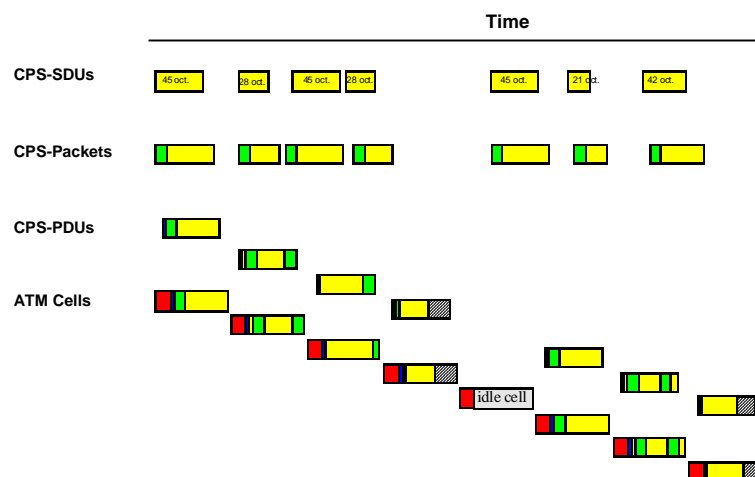 Time
CPS-SDUs
45 oct.
28 oct.
45 oct.
28 oct.
45 oct.
21 oct.
42 oct.
CPS-Packets
CPS-PDUs
ATM Cells
idle cell